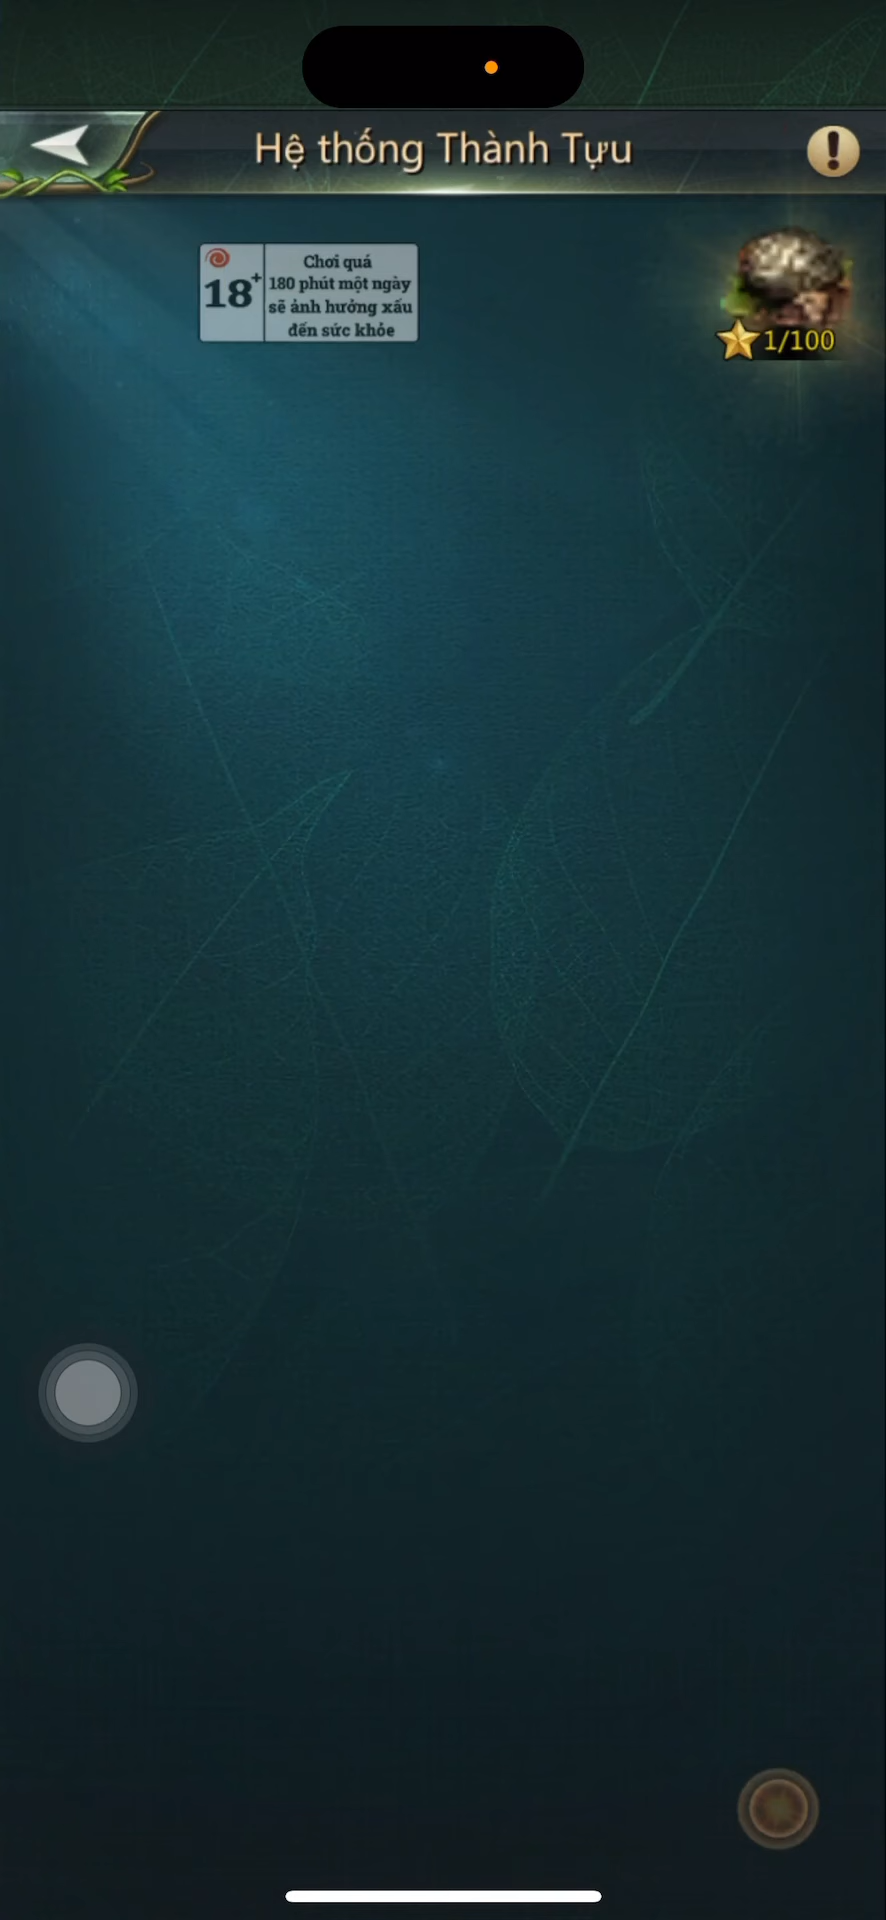 Hệ thống Thành Tựu
18+
Chơi quá
180 phút một ngày
sẽ ảnh hưởng xấu
đến sức khỏe
1/100